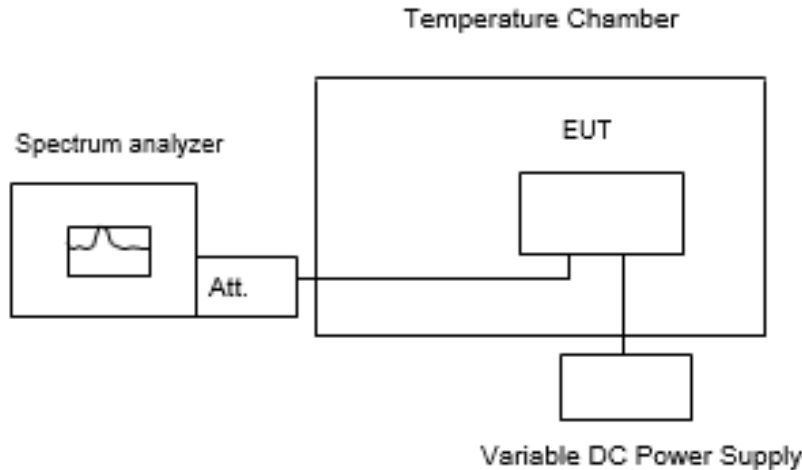 Temperature Chamber
EUT
Spectrum analyzer
Att.
Variable DC Power Supply